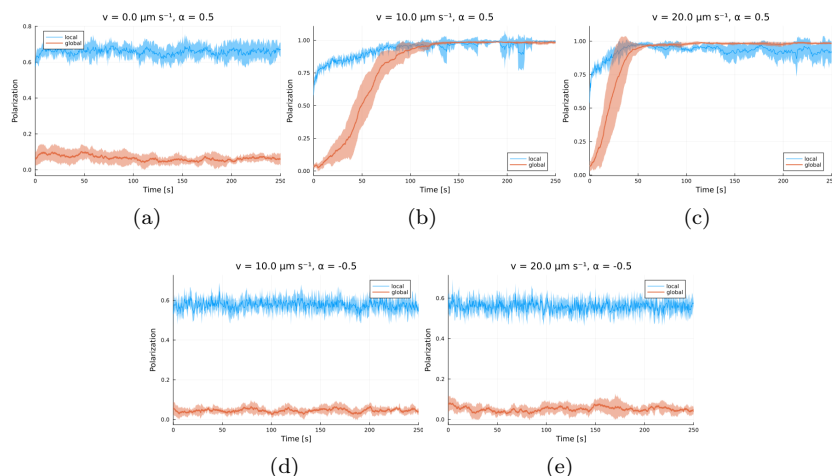 v = 0.0 μm s⁻¹, α = 0.5
local
global
Polarization
0.8
0.6
0.4
0.2
0.0
0
50
100
150
200
250
Time [s]
(a)
v = 10.0 μm s⁻¹, α = 0.5
local
global
Polarization
1.00
0.75
0.50
0.25
0.00
0
50
100
150
200
250
Time [s]
(b)
v = 20.0 μm s⁻¹, α = 0.5
local
global
Polarization
1.00
0.75
0.50
0.25
0.00
0
50
100
150
200
250
Time [s]
(c)
v = 10.0 μm s⁻¹, α = -0.5
local
global
Polarization
0.6
0.4
0.2
0.0
0
50
100
150
200
250
Time [s]
(d)
v = 20.0 μm s⁻¹, α = -0.5
local
global
Polarization
0.6
0.4
0.2
0.0
0
50
100
150
200
250
Time [s]
(e)